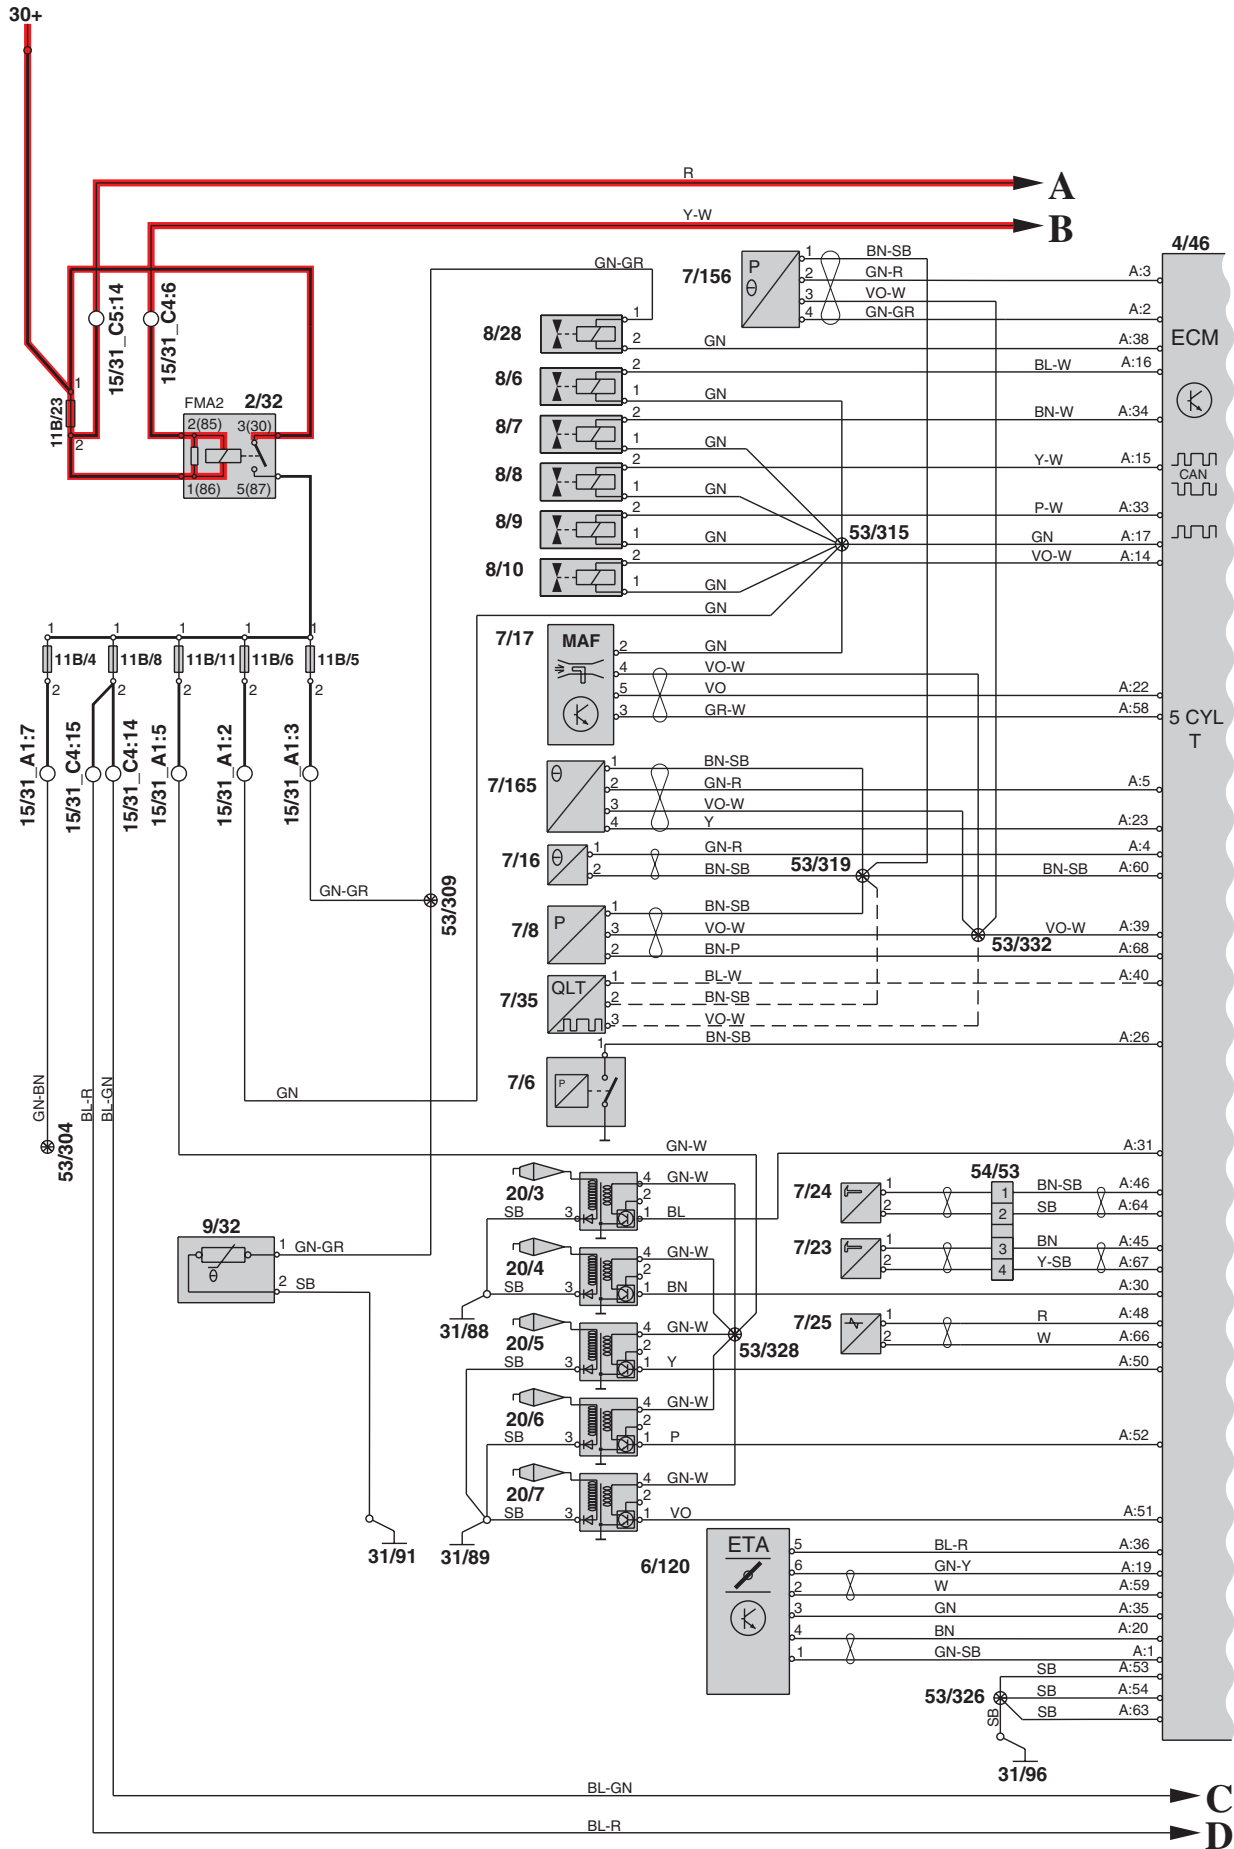 30+
R
A
Y-W
B
15/31_C5:14
15/31_C4:6
1
11B/23
2
FMA2 2/32
2(85) 3(30)
1(86) 5(87)
GN-GR
7/156
P
θ
1 BN-SB
2 GN-R A:3
3 VO-W
4 GN-GR A:2
4/46
ECM
CAN
5 CYL
T
8/28
1
2 GN A:38
8/6
2 BL-W A:16
1 GN
8/7
2 BN-W A:34
1 GN
8/8
2 Y-W A:15
1 GN
8/9
2 P-W A:33
1 GN
53/315
GN A:17
8/10
2 VO-W A:14
1 GN
GN
1 1 1 1 1
11B/4 11B/8 11B/11 11B/6 11B/5
2 2 2 2 2
15/31_A1:7
15/31_C4:15
15/31_C4:14
15/31_A1:5
15/31_A1:2
15/31_A1:3
7/17
MAF
2 GN
4 VO-W
5 VO A:22
3 GR-W A:58
7/165
θ
1 BN-SB
2 GN-R A:5
3 VO-W
4 Y A:23
7/16
θ
1 GN-R A:4
2 BN-SB
53/319
BN-SB A:60
GN-GR
53/309
7/8
P
1 BN-SB
3 VO-W
53/332
VO-W A:39
2 BN-P A:68
7/35
QLT
1 BL-W A:40
2 BN-SB
3 VO-W
7/6
P
1 BN-SB A:26
GN-BN
BL-R
BL-GN
GN
53/304
GN-W
A:31
20/3
4 GN-W
2
SB 3
1 BL
7/24
1
2
54/53
1 BN-SB A:46
2 SB A:64
7/23
1
2
3 BN A:45
4 Y-SB A:67
9/32
θ
1 GN-GR
2 SB
20/4
4 GN-W
2
SB 3
1 BN A:30
31/88
7/25
1 R A:48
2 W A:66
20/5
4 GN-W
2
53/328
SB 3
1 Y A:50
20/6
4 GN-W
2
SB 3
1 P A:52
20/7
4 GN-W
2
SB 3
1 VO A:51
31/91
31/89
6/120
ETA
5 BL-R A:36
6 GN-Y A:19
2 W A:59
3 GN A:35
4 BN A:20
1 GN-SB A:1
SB A:53
53/326
SB A:54
SB A:63
SB
31/96
BL-GN
C
BL-R
D